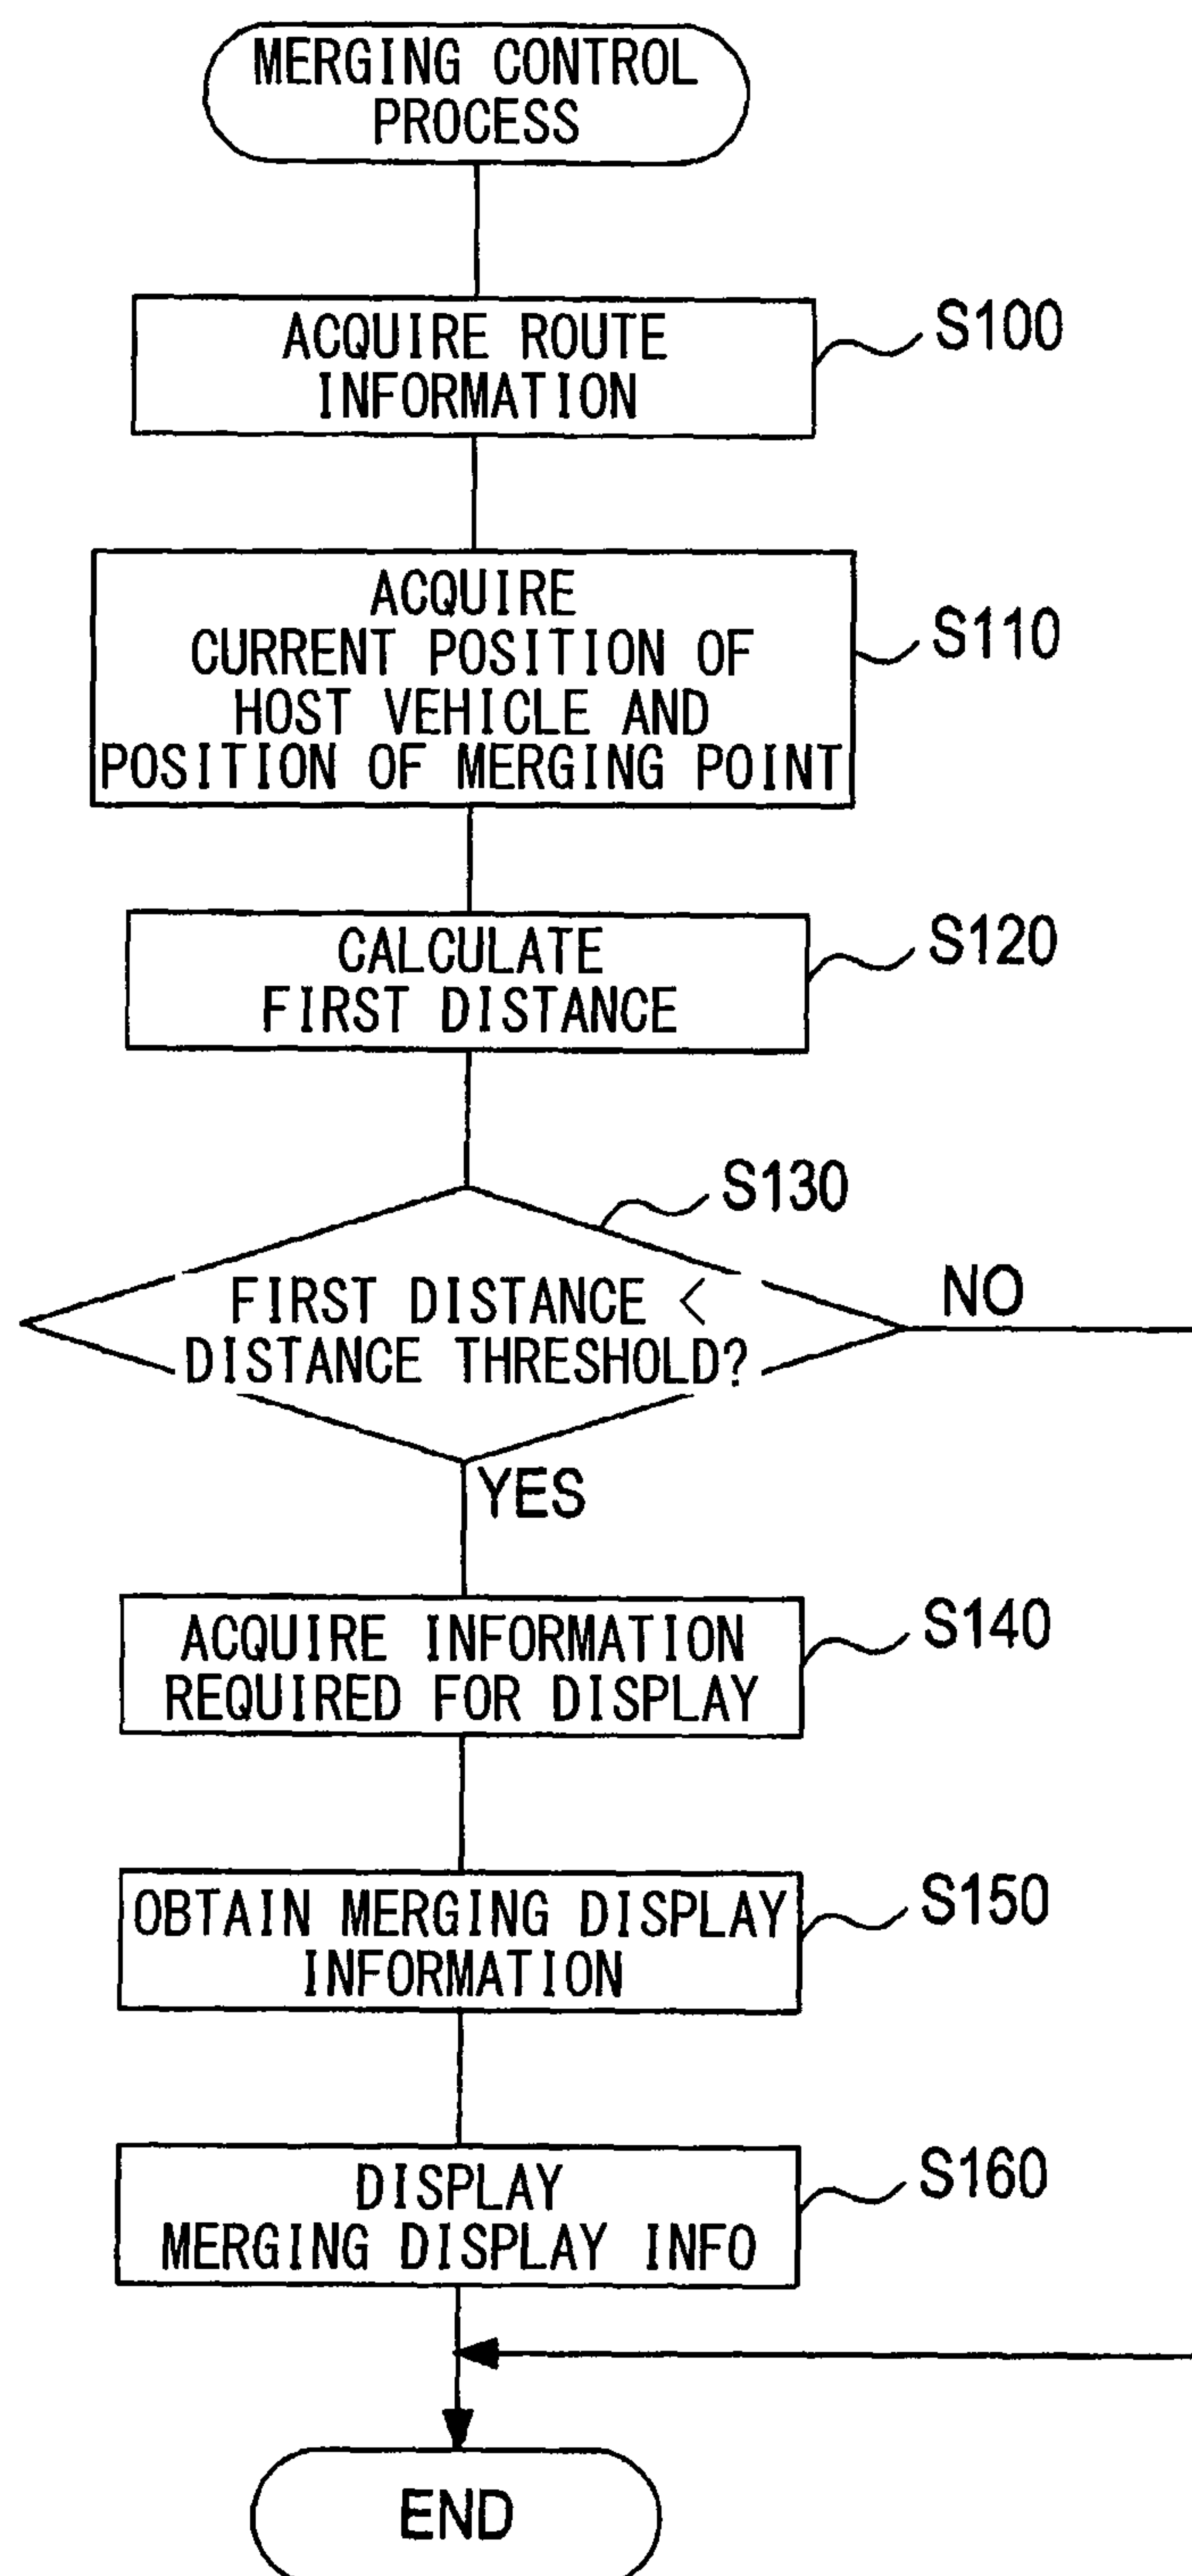 MERGING CONTROL
PROCESS
ACQUIRE ROUTE
INFORMATION
S100
ACQUIRE
CURRENT POSITION OF
HOST VEHICLE AND
POSITION OF MERGING POINT
S110
CALCULATE
FIRST DISTANCE
S120
S130
FIRST DISTANCE <
DISTANCE THRESHOLD?
NO
YES
ACQUIRE INFORMATION
REQUIRED FOR DISPLAY
S140
OBTAIN MERGING DISPLAY
INFORMATION
S150
DISPLAY
MERGING DISPLAY INFO
S160
END